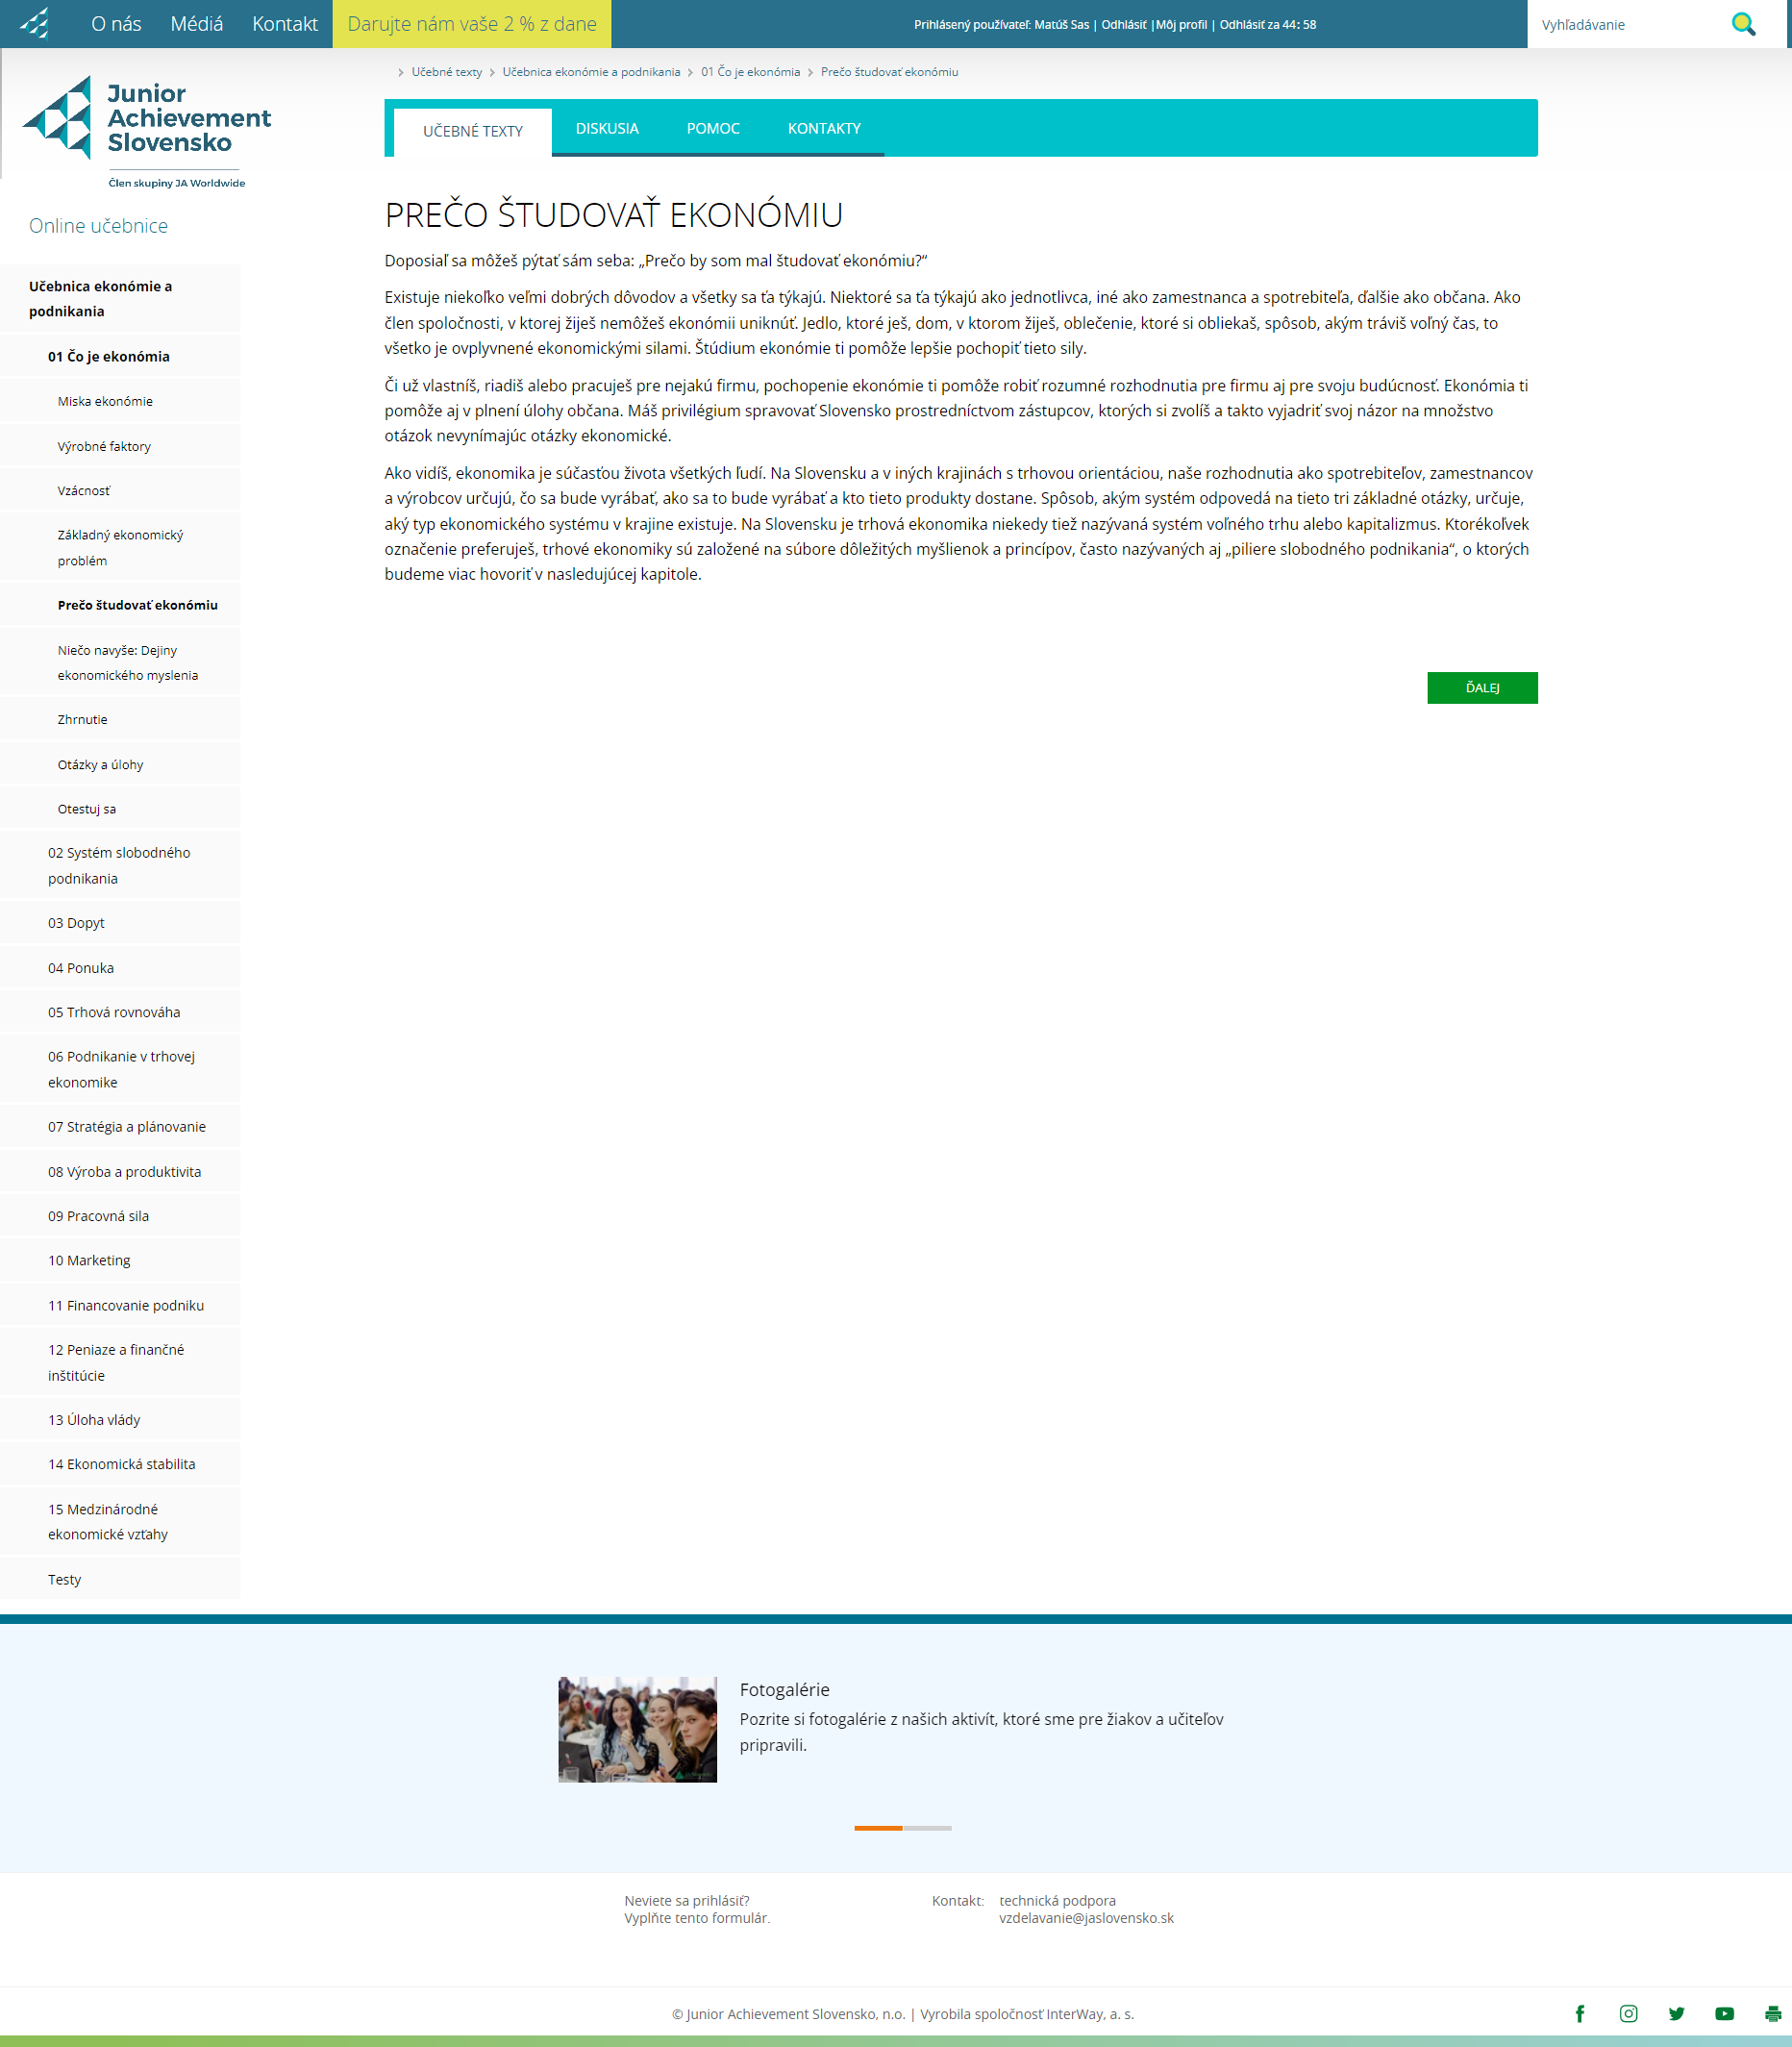 O nás Médiá Kontakt Darujte nám vaše 2 % z dane
Prihlásený používateľ: Matúš Sas | Odhlásiť |Môj profil | Odhlásiť za 44: 58
Vyhľadávanie
Junior
Achievement
Slovensko
Člen skupiny JA Worldwide
Online učebnice
Učebnica ekonómie a
podnikania
01 Čo je ekonómia
Miska ekonómie
Výrobné faktory
Vzácnosť
Základný ekonomický
problém
Prečo študovať ekonómiu
Niečo navyše: Dejiny
ekonomického myslenia
Zhrnutie
Otázky a úlohy
Otestuj sa
02 Systém slobodného
podnikania
03 Dopyt
04 Ponuka
05 Trhová rovnováha
06 Podnikanie v trhovej
ekonomike
07 Stratégia a plánovanie
08 Výroba a produktivita
09 Pracovná sila
10 Marketing
11 Financovanie podniku
12 Peniaze a finančné
inštitúcie
13 Úloha vlády
14 Ekonomická stabilita
15 Medzinárodné
ekonomické vzťahy
Testy
Učebné texty Učebnica ekonómie a podnikania 01 Čo je ekonómia Prečo študovať ekonómiu
UČEBNÉ TEXTY DISKUSIA POMOC KONTAKTY
PREČO ŠTUDOVAŤ EKONÓMIU
Doposiaľ sa môžeš pýtať sám seba: „Prečo by som mal študovať ekonómiu?“
Existuje niekoľko veľmi dobrých dôvodov a všetky sa ťa týkajú. Niektoré sa ťa týkajú ako jednotlivca, iné ako zamestnanca a spotrebiteľa, ďalšie ako občana. Ako
člen spoločnosti, v ktorej žiješ nemôžeš ekonómii uniknúť. Jedlo, ktoré ješ, dom, v ktorom žiješ, oblečenie, ktoré si obliekaš, spôsob, akým tráviš voľný čas, to
všetko je ovplyvnené ekonomickými silami. Štúdium ekonómie ti pomôže lepšie pochopiť tieto sily.
Či už vlastníš, riadiš alebo pracuješ pre nejakú firmu, pochopenie ekonómie ti pomôže robiť rozumné rozhodnutia pre firmu aj pre svoju budúcnosť. Ekonómia ti
pomôže aj v plnení úlohy občana. Máš privilégium spravovať Slovensko prostredníctvom zástupcov, ktorých si zvolíš a takto vyjadriť svoj názor na množstvo
otázok nevynímajúc otázky ekonomické.
Ako vidíš, ekonomika je súčasťou života všetkých ľudí. Na Slovensku a v iných krajinách s trhovou orientáciou, naše rozhodnutia ako spotrebiteľov, zamestnancov
a výrobcov určujú, čo sa bude vyrábať, ako sa to bude vyrábať a kto tieto produkty dostane. Spôsob, akým systém odpovedá na tieto tri základné otázky, určuje,
aký typ ekonomického systému v krajine existuje. Na Slovensku je trhová ekonomika niekedy tiež nazývaná systém voľného trhu alebo kapitalizmus. Ktorékoľvek
označenie preferuješ, trhové ekonomiky sú založené na súbore dôležitých myšlienok a princípov, často nazývaných aj „piliere slobodného podnikania“, o ktorých
budeme viac hovoriť v nasledujúcej kapitole.
ĎALEJ
Fotogalérie
Pozrite si fotogalérie z našich aktivít, ktoré sme pre žiakov a učiteľov
pripravili.
Neviete sa prihlásiť?
Vyplňte tento formulár.
Kontakt: technická podpora
vzdelavanie@jaslovensko.sk
© Junior Achievement Slovensko, n.o. | Vyrobila spoločnosť InterWay, a. s.